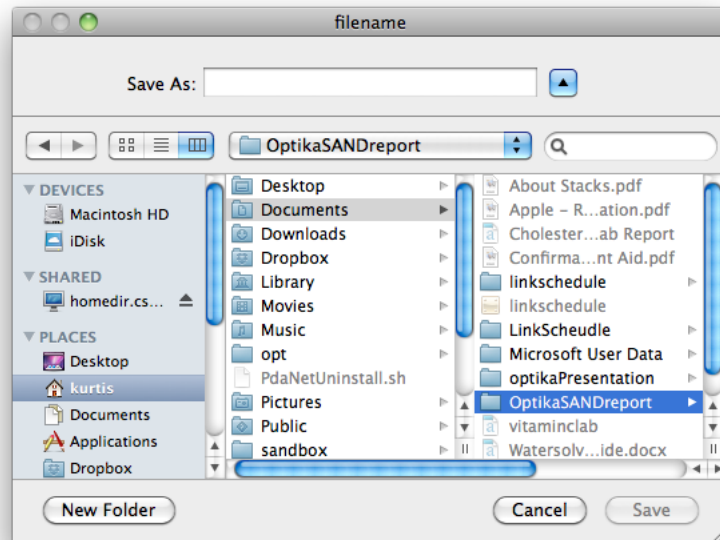 filename
Save As:
OptikaSANDreport
DEVICES
Macintosh HD
iDisk
SHARED
homedir.cs...
PLACES
Desktop
kurtis
Documents
Applications
Dropbox
Desktop
Documents
Downloads
Dropbox
Library
Movies
Music
opt
PdaNetUninstall.sh
Pictures
Public
sandbox
About Stacks.pdf
Apple – R...ation.pdf
Cholester...ab Report
Confirma...nt Aid.pdf
linkschedule
linkschedule
LinkScheudle
Microsoft User Data
optikaPresentation
OptikaSANDreport
vitaminclab
Watersolv...ide.docx
New Folder
Cancel
Save